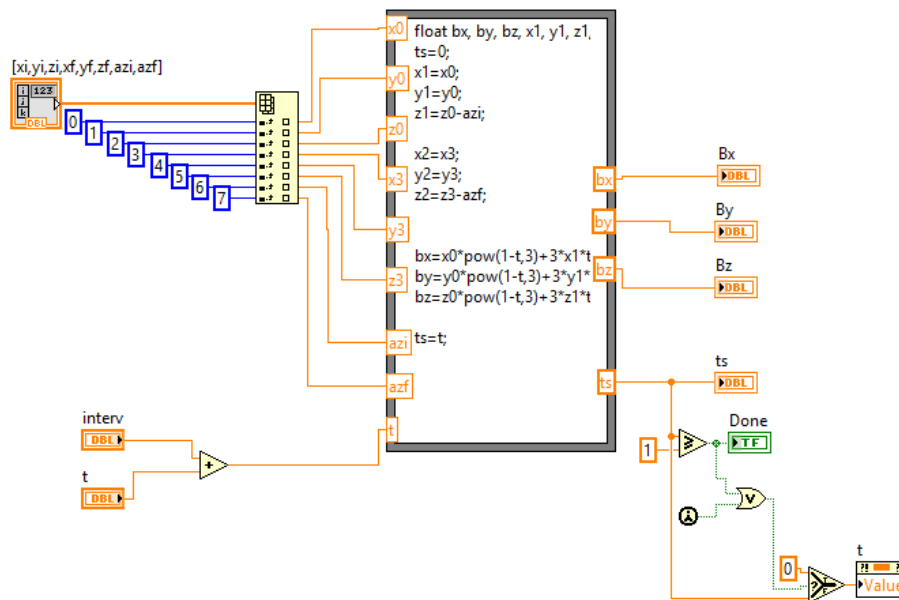 [xi,yi,zi,xf,yf,zf,azi,azf]
i 123
j
k
DBL
0
1
2
3
4
5
6
7
x0
y0
z0
x3
y3
z3
azi
azf
t
float bx, by, bz, x1, y1, z1,
ts=0;
x1=x0;
y1=y0;
z1=z0-azi;
x2=x3;
y2=y3;
z2=z3-azf;
bx=x0*pow(1-t,3)+3*x1*t
by=y0*pow(1-t,3)+3*y1*
bz=z0*pow(1-t,3)+3*z1*t
ts=t;
bx
by
bz
ts
Bx
DBL
By
DBL
Bz
DBL
ts
DBL
interv
DBL
t
DBL
+
1
≥
Done
TF
V
i
0
?
T
F
t
?! ?
Value